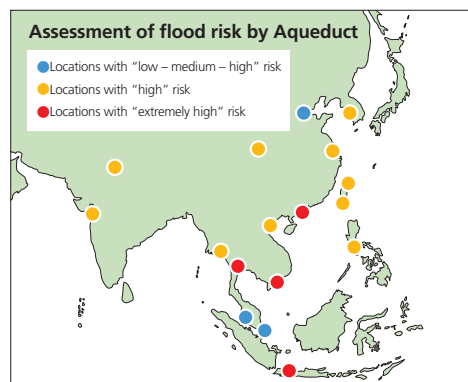 Assessment of flood risk by Aqueduct
Locations with “low – medium – high” risk
Locations with “high” risk
Locations with “extremely high” risk